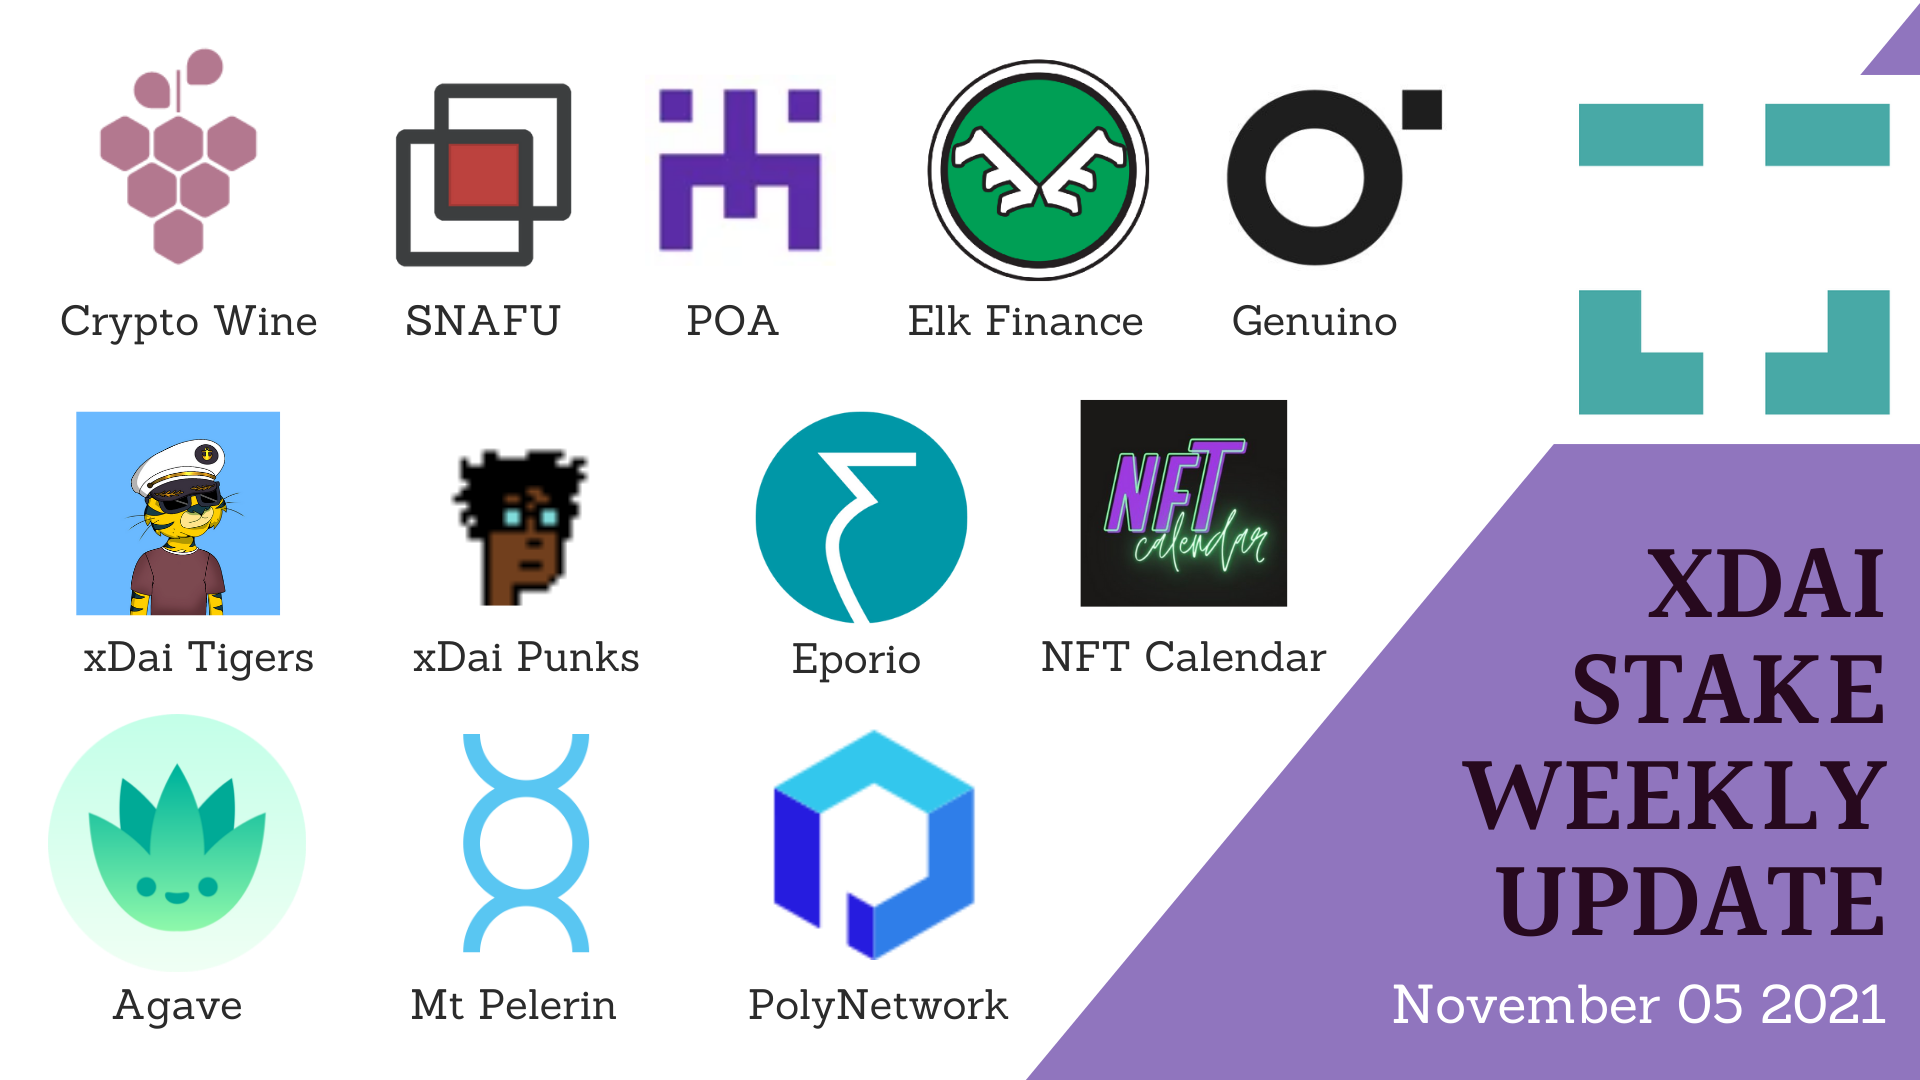 Crypto Wine
SNAFU
POA
Elk Finance
Genuino
xDai Tigers
xDai Punks
Eporio
NFT
calendar
NFT Calendar
Agave
Mt Pelerin
PolyNetwork
XDAI
STAKE
WEEKLY
UPDATE
November 05 2021